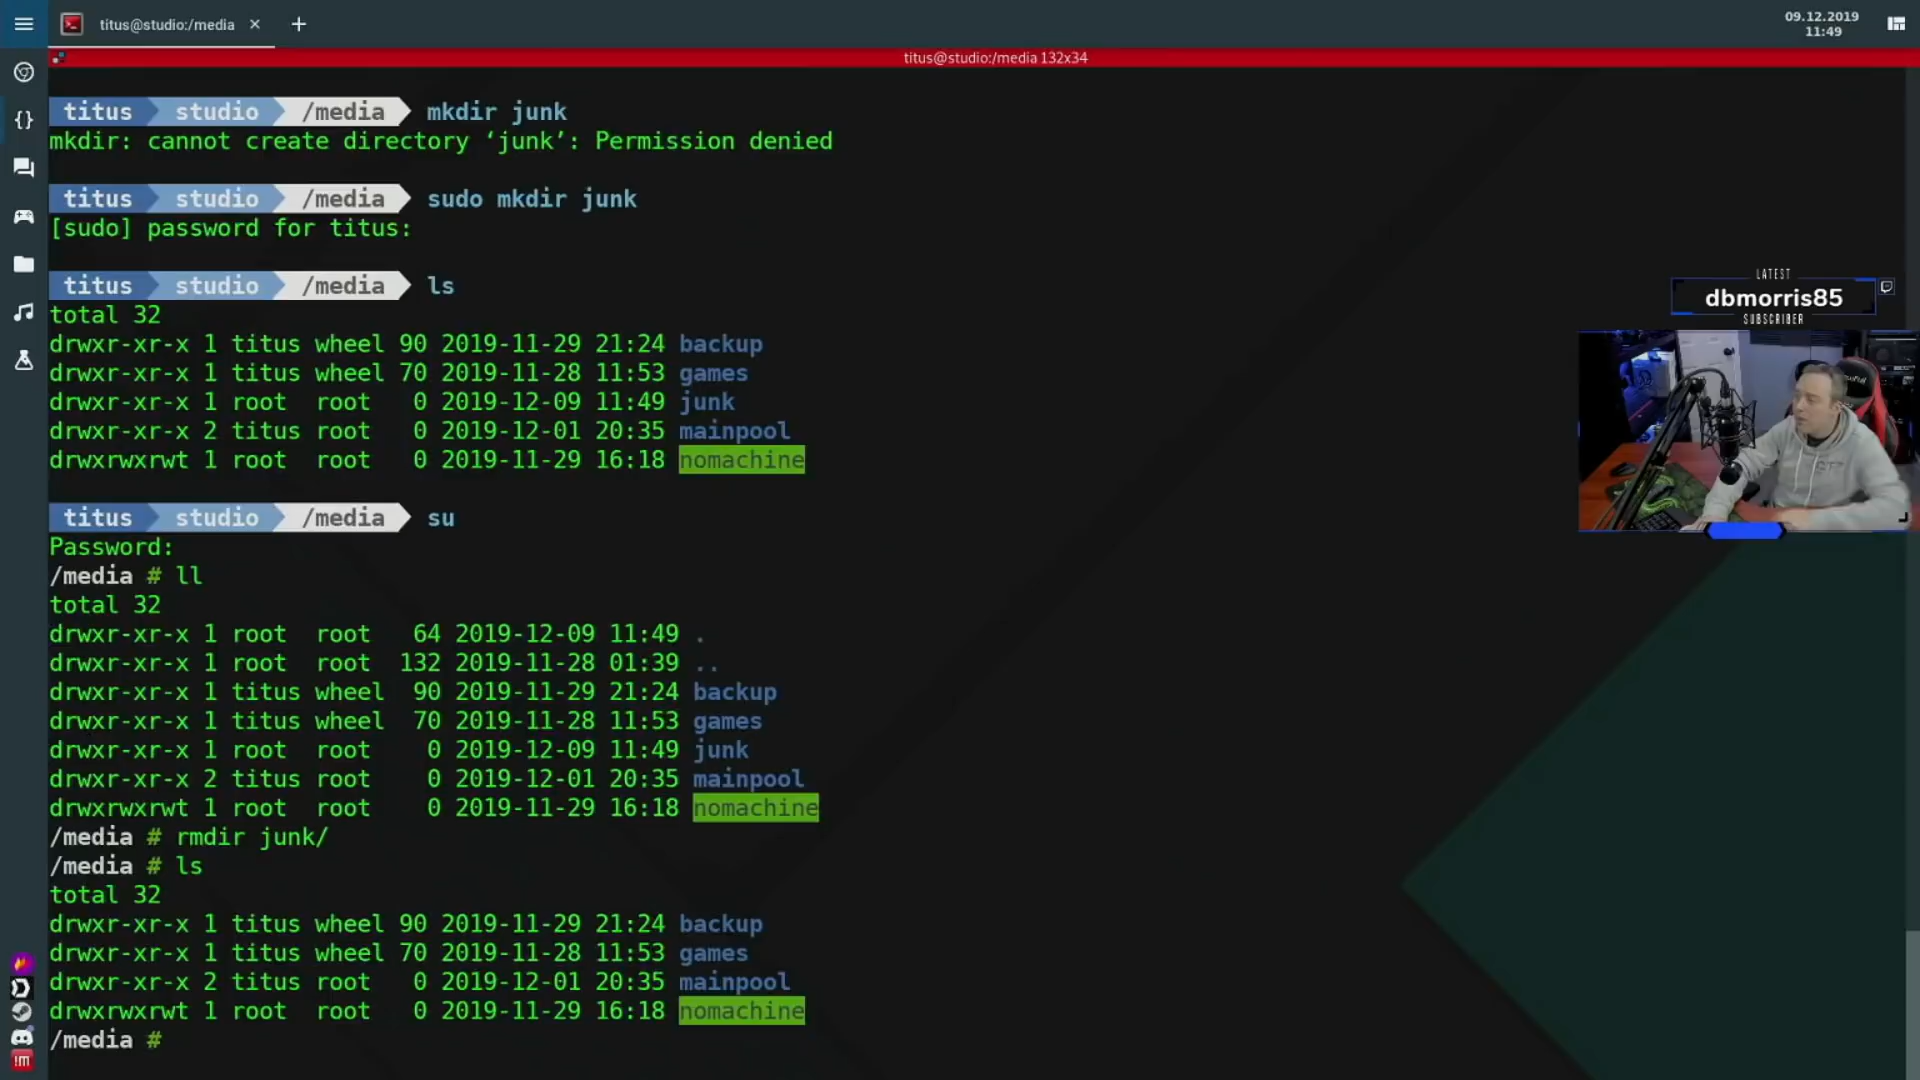 titus@studio:/media
09.12.2019
11:49
titus@studio:/media 132x34
titus studio /media mkdir junk
mkdir: cannot create directory ‘junk’: Permission denied
titus studio /media sudo mkdir junk
[sudo] password for titus:
titus studio /media ls
total 32
drwxr-xr-x 1 titus wheel 90 2019-11-29 21:24 backup
drwxr-xr-x 1 titus wheel 70 2019-11-28 11:53 games
drwxr-xr-x 1 root root 0 2019-12-09 11:49 junk
drwxr-xr-x 2 titus root 0 2019-12-01 20:35 mainpool
drwxrwxrwt 1 root root 0 2019-11-29 16:18 nomachine
titus studio /media su
Password:
/media # ll
total 32
drwxr-xr-x 1 root root 64 2019-12-09 11:49 .
drwxr-xr-x 1 root root 132 2019-11-28 01:39 ..
drwxr-xr-x 1 titus wheel 90 2019-11-29 21:24 backup
drwxr-xr-x 1 titus wheel 70 2019-11-28 11:53 games
drwxr-xr-x 1 root root 0 2019-12-09 11:49 junk
drwxr-xr-x 2 titus root 0 2019-12-01 20:35 mainpool
drwxrwxrwt 1 root root 0 2019-11-29 16:18 nomachine
/media # rmdir junk/
/media # ls
total 32
drwxr-xr-x 1 titus wheel 90 2019-11-29 21:24 backup
drwxr-xr-x 1 titus wheel 70 2019-11-28 11:53 games
drwxr-xr-x 2 titus root 0 2019-12-01 20:35 mainpool
drwxrwxrwt 1 root root 0 2019-11-29 16:18 nomachine
/media #
LATEST
dbmorris85
SUBSCRIBER
!m